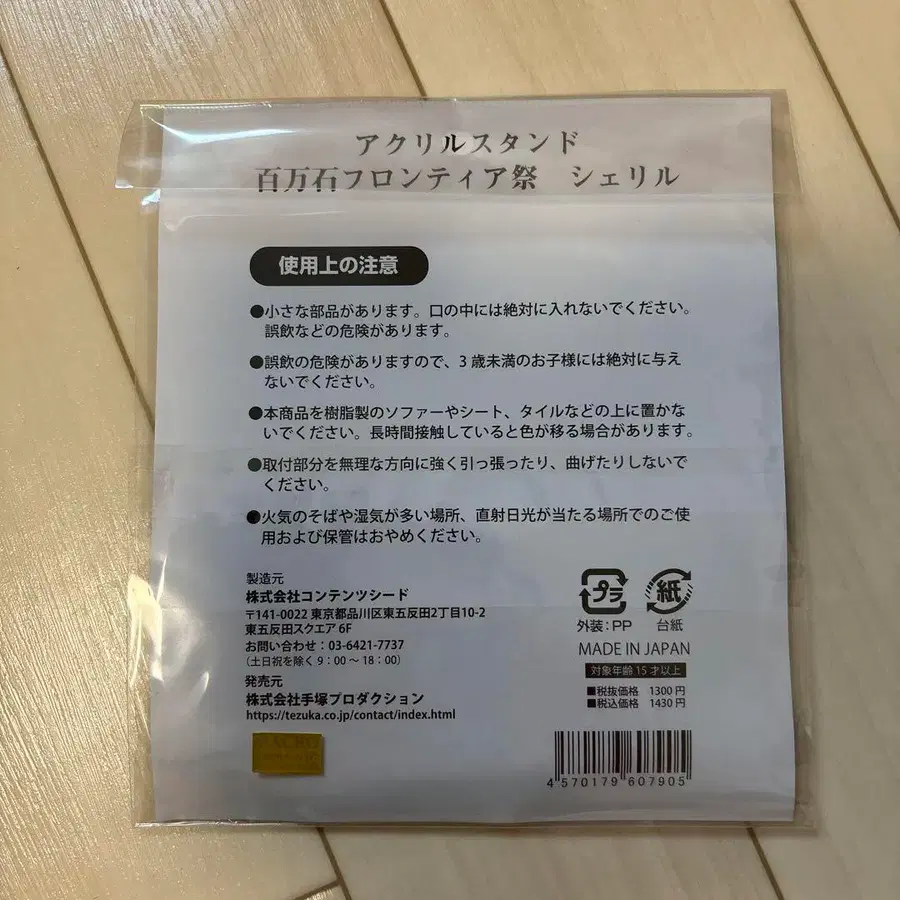 アクリルスタンド
百万石フロンティア祭　シェリル
使用上の注意
●小さな部品があります。口の中には絶対に入れないでください。
誤飲などの危険があります。
●誤飲の危険がありますので、3 歳未満のお子様には絶対に与え
ないでください。
●本商品を樹脂製のソファーやシート、タイルなどの上に置かな
いでください。長時間接触していると色が移る場合があります。
●取付部分を無理な方向に強く引っ張ったり、曲げたりしないで
ください。
●火気のそばや湿気が多い場所、直射日光が当たる場所でのご使
用および保管はおやめください。
製造元
株式会社コンテンツシード
〒141-0022 東京都品川区東五反田2丁目10-2
東五反田スクエア 6F
お問い合わせ：03-6421-7737
（土日祝を除く 9：00 ～ 18：00）
発売元
株式会社手塚プロダクション
https://tezuka.co.jp/contact/index.html
プラ
外装：PP
紙
台紙
MADE IN JAPAN
対象年齢 15 才以上
■税抜価格　1300 円
■税込価格　1430 円
4 570179 607905